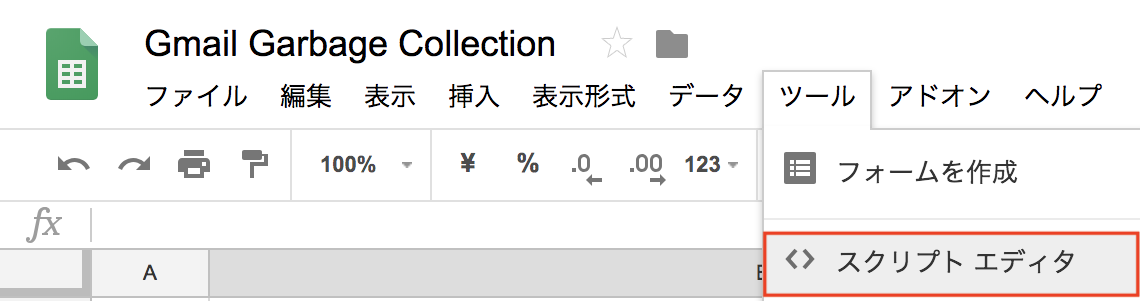 Gmail Garbage Collection
ファイル 編集 表示 挿入 表示形式 データ ツール アドオン ヘルプ
100% ¥ % .0 .00 123
フォームを作成
fx
スクリプト エディタ
A